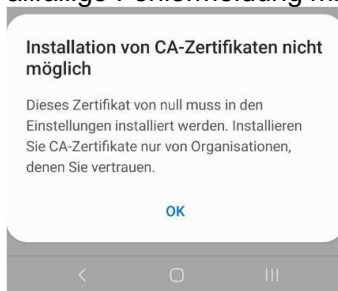 Installation von CA-Zertifikaten nicht
möglich
Dieses Zertifikat von null muss in den
Einstellungen installiert werden. Installieren
Sie CA-Zertifikate nur von Organisationen,
denen Sie vertrauen.
OK